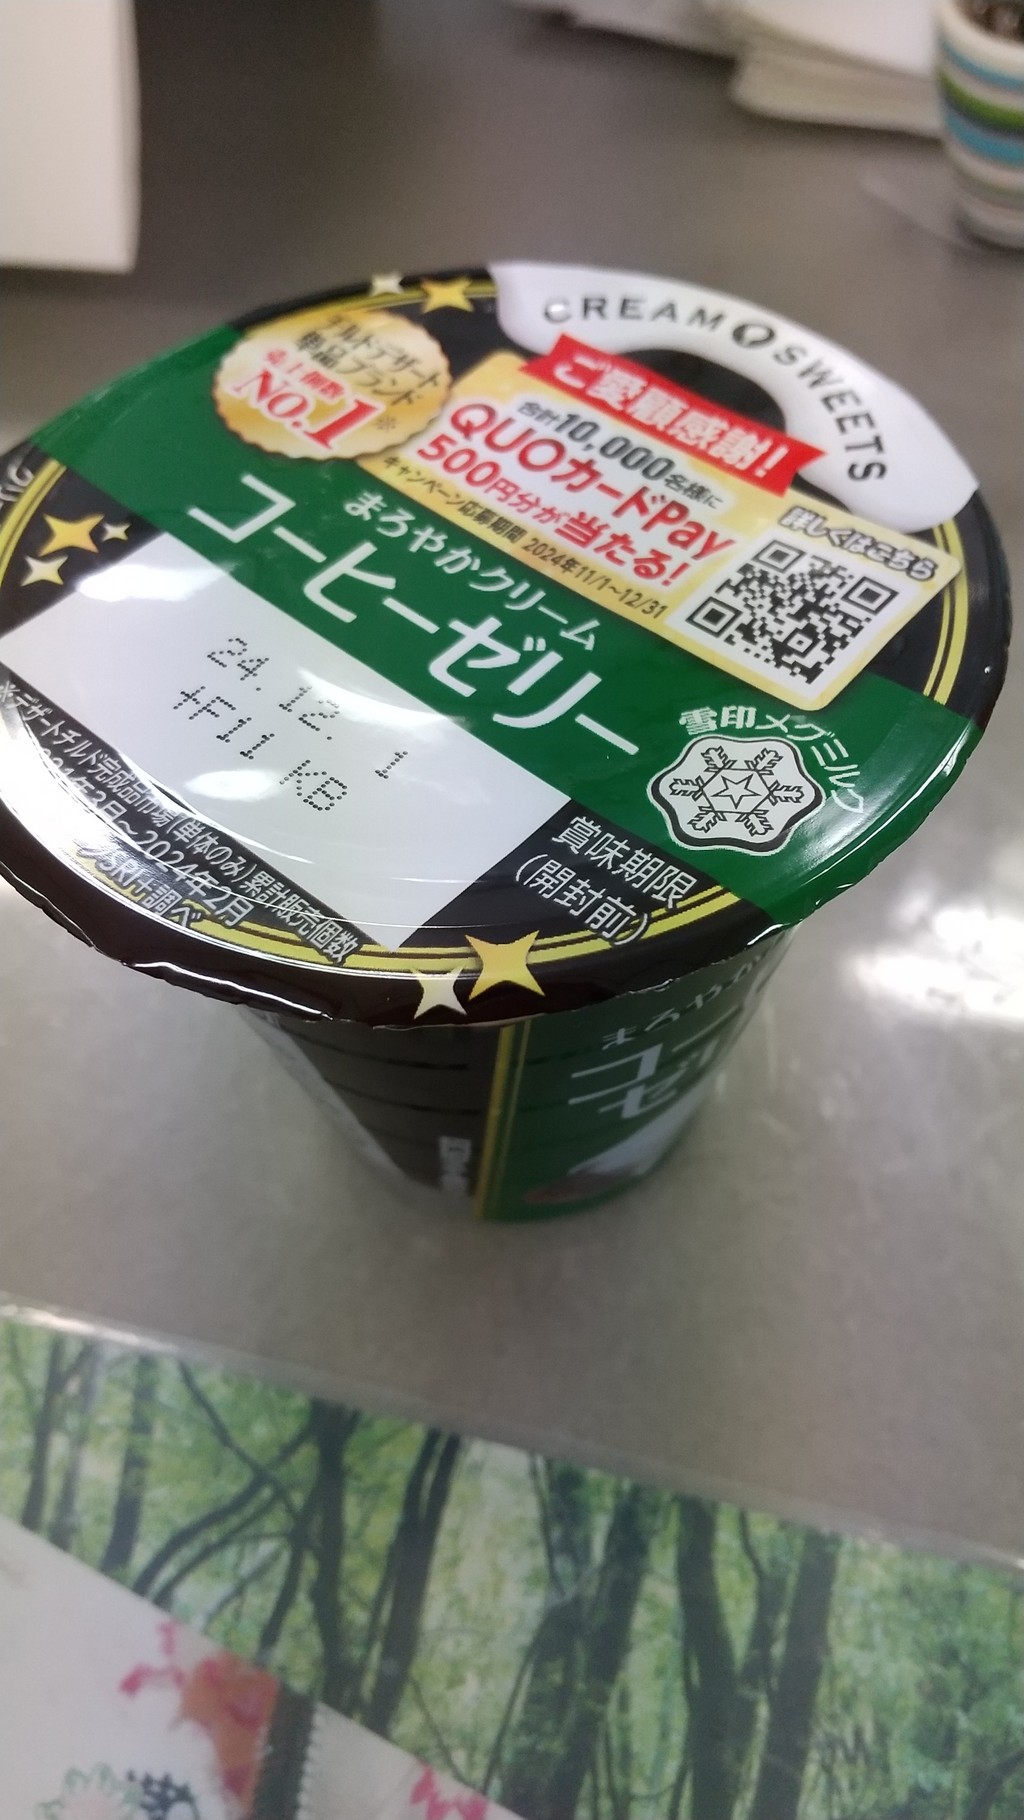 CREAM SWEETS
ご愛顧感謝!
合計10,000名様に
QUOカードPay
500円分が当たる!
キャンペーン応募期間 2024年11/1~12/31
詳しくはこちら
チルドデザート
単品ブランド
売上個数
NO.1※
まろやかクリーム
コーヒーゼリー
雪印メグミルク
24.12. 1
KB
賞味期限
(開封前)
※デザートチルド完成品市場(単体のみ)累計販売個数
月~2024年2月
SRI+調べ
まろやか
コー
ゼリ